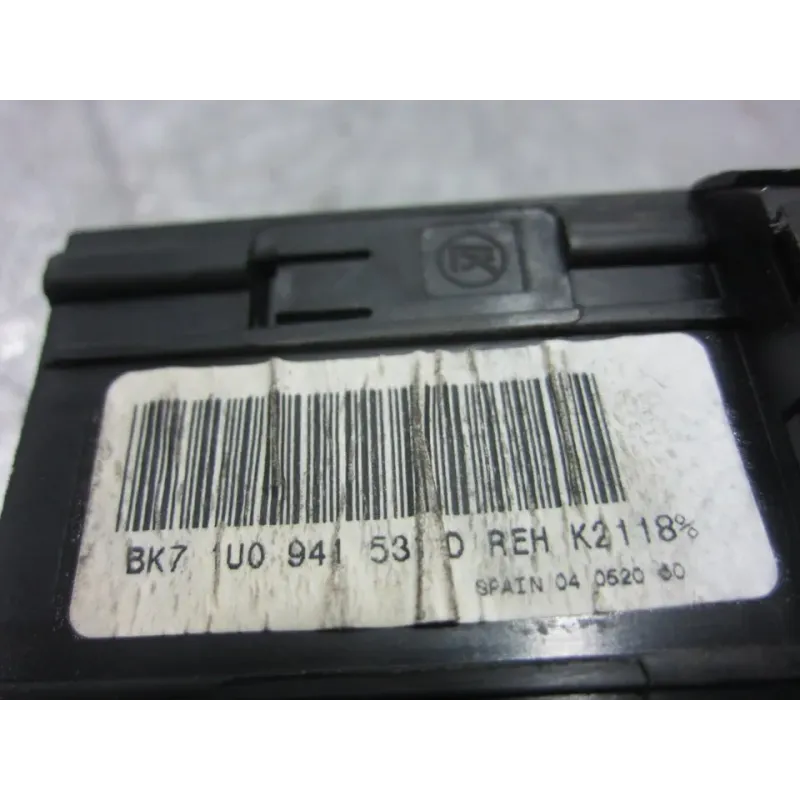 BK7 1U0 941 531 D REH K2118%
SPAIN 04 0520 60